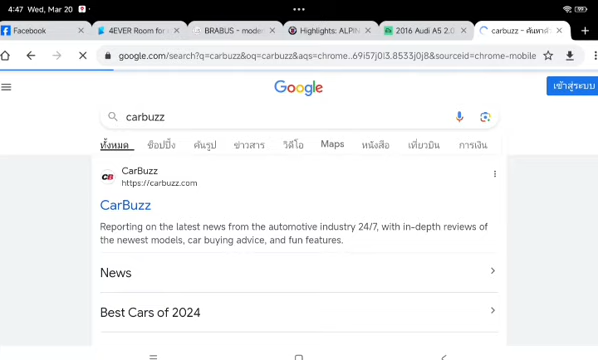 4:47 Wed, Mar 20
Facebook
4EVER Room for
BRABUS - moder
Highlights: ALPIN
2016 Audi A5 2.0
carbuzz - ค้นหาด้ว
google.com/search?q=carbuzz&oq=carbuzz&aqs=chrome..69i57j0l3.8533j0j8&sourceid=chrome-mobile
Google
เข้าสู่ระบบ
carbuzz
ทั้งหมด ช็อปปิ้ง ค้นรูป ข่าวสาร วิดีโอ Maps หนังสือ เที่ยวบิน การเงิน
CB
CarBuzz
https://carbuzz.com
CarBuzz
Reporting on the latest news from the automotive industry 24/7, with in-depth reviews of
the newest models, car buying advice, and fun features.
News
Best Cars of 2024